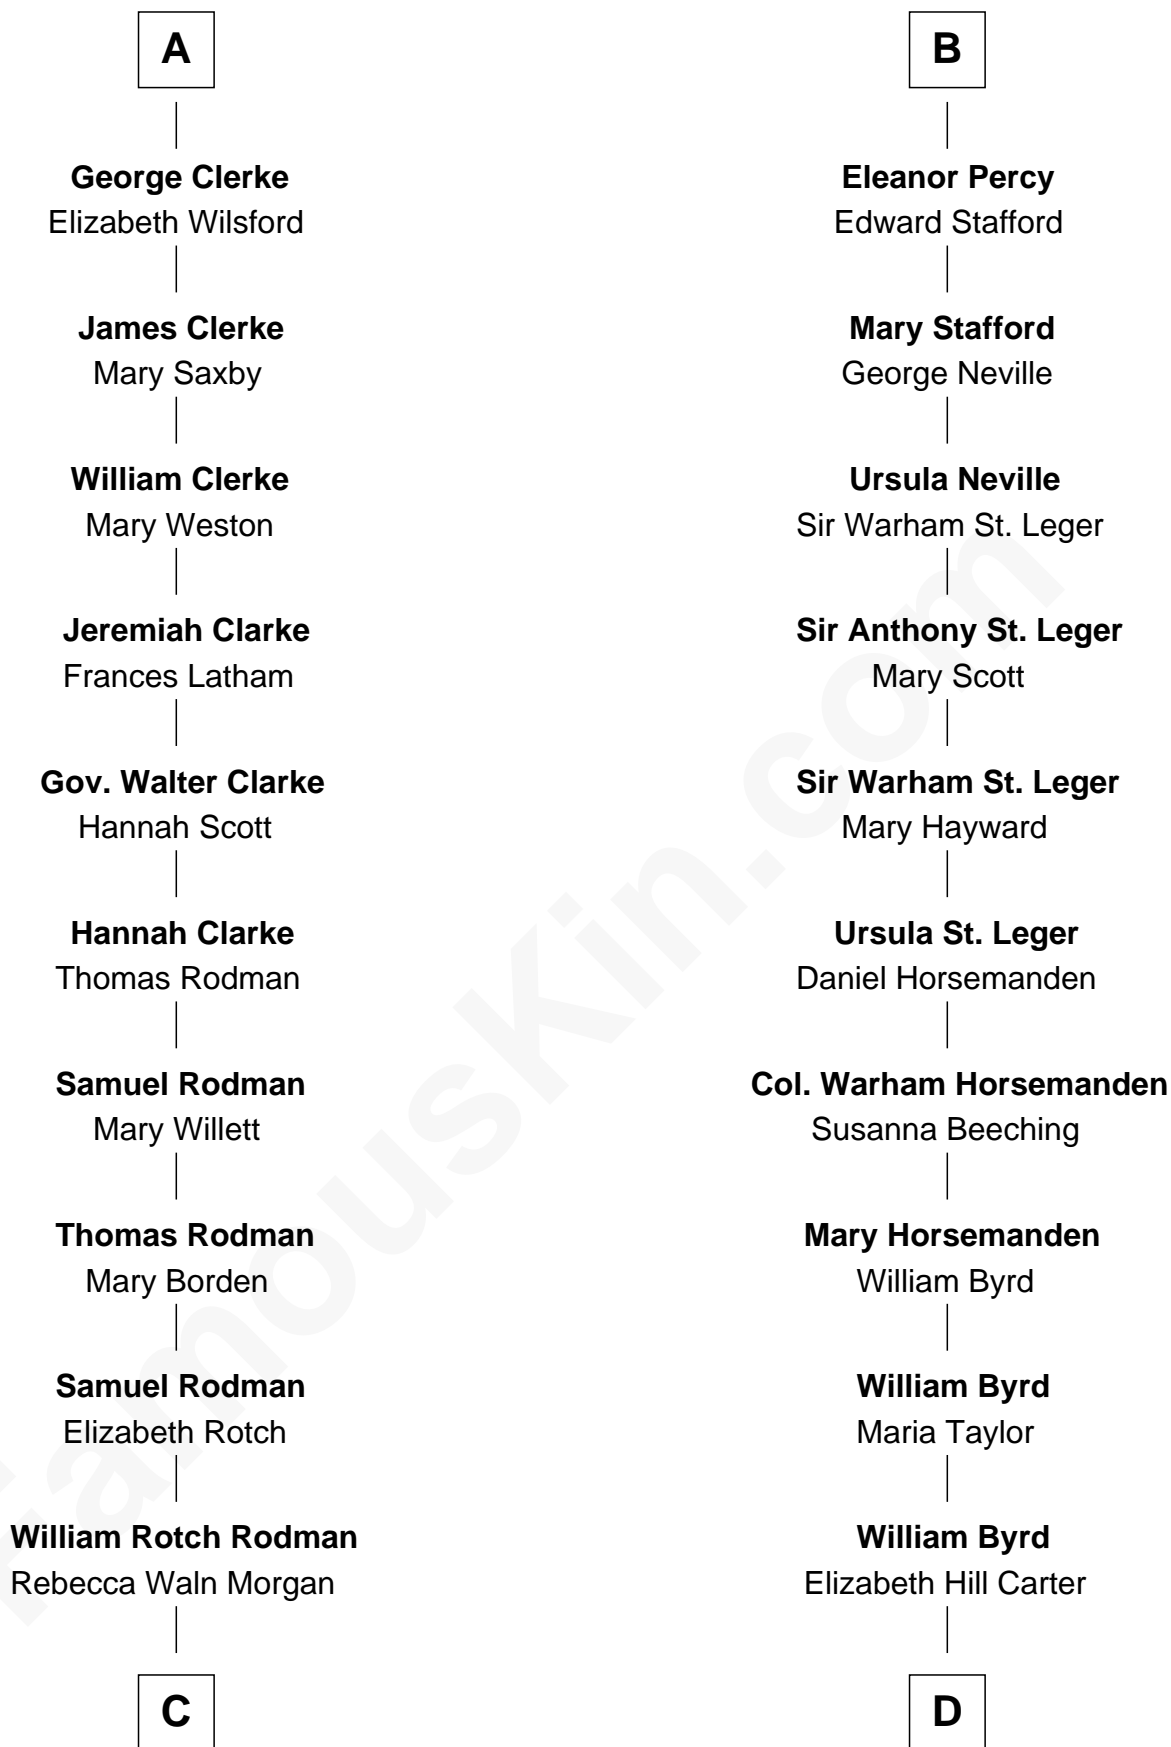 A
George Clerke
Elizabeth Wilsford
James Clerke
Mary Saxby
William Clerke
Mary Weston
Jeremiah Clarke
Frances Latham
Gov. Walter Clarke
Hannah Scott
Hannah Clarke
Thomas Rodman
Samuel Rodman
Mary Willett
Thomas Rodman
Mary Borden
Samuel Rodman
Elizabeth Rotch
William Rotch Rodman
Rebecca Waln Morgan
C
B
Eleanor Percy
Edward Stafford
Mary Stafford
George Neville
Ursula Neville
Sir Warham St. Leger
Sir Anthony St. Leger
Mary Scott
Sir Warham St. Leger
Mary Hayward
Ursula St. Leger
Daniel Horsemanden
Col. Warham Horsemanden
Susanna Beeching
Mary Horsemanden
William Byrd
William Byrd
Maria Taylor
William Byrd
Elizabeth Hill Carter
D
FamousKin.com